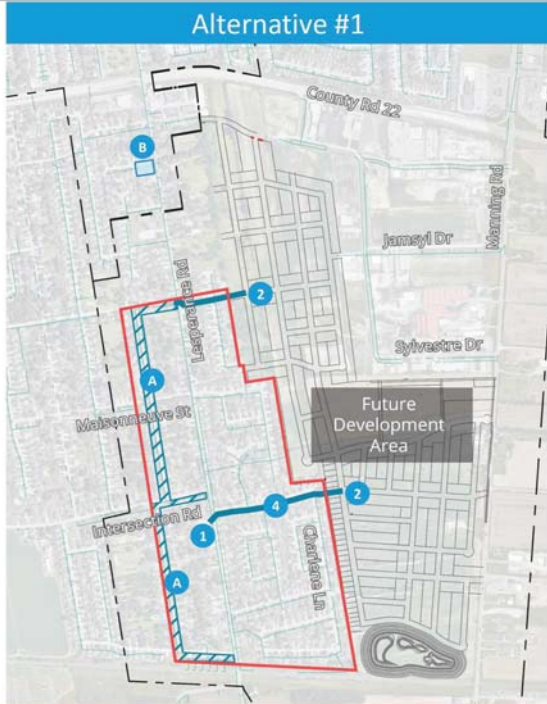 Alternative #1
County Rd 22
B
Manning Rd
Jamsyl Dr
Lesperance Rd
2
Sylvestre Dr
A
Future
Development
Area
Maisonneuve St
2
4
Intersection Rd
1
Charlene Ln
A